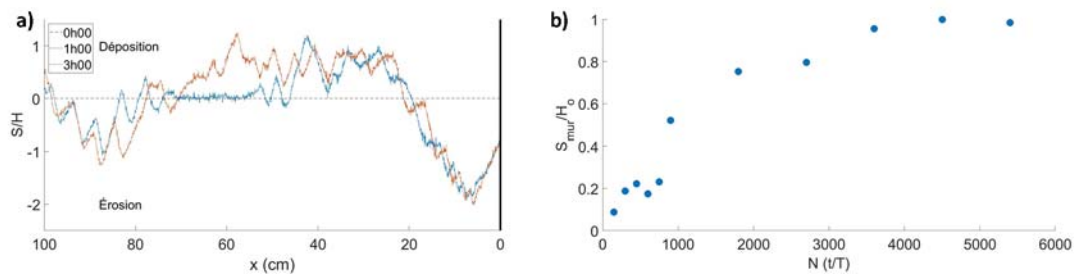 a)
0h00
1h00
3h00
Déposition
1
0
-1
-2
S/H
Érosion
100
80
60
40
20
0
x (cm)
b)
1
0.8
0.6
0.4
0.2
0
S_mur/H_o
0
1000
2000
3000
4000
5000
6000
N (t/T)